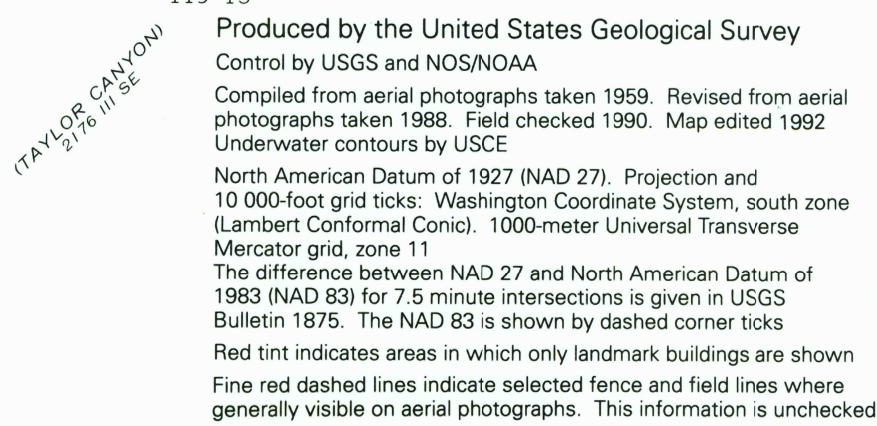 (TAYLOR CANYON)
2176 III SE
Produced by the United States Geological Survey
Control by USGS and NOS/NOAA
Compiled from aerial photographs taken 1959. Revised from aerial
photographs taken 1988. Field checked 1990. Map edited 1992
Underwater contours by USCE
North American Datum of 1927 (NAD 27). Projection and
10 000-foot grid ticks: Washington Coordinate System, south zone
(Lambert Conformal Conic). 1000-meter Universal Transverse
Mercator grid, zone 11
The difference between NAD 27 and North American Datum of
1983 (NAD 83) for 7.5 minute intersections is given in USGS
Bulletin 1875. The NAD 83 is shown by dashed corner ticks
Red tint indicates areas in which only landmark buildings are shown
Fine red dashed lines indicate selected fence and field lines where
generally visible on aerial photographs. This information is unchecked